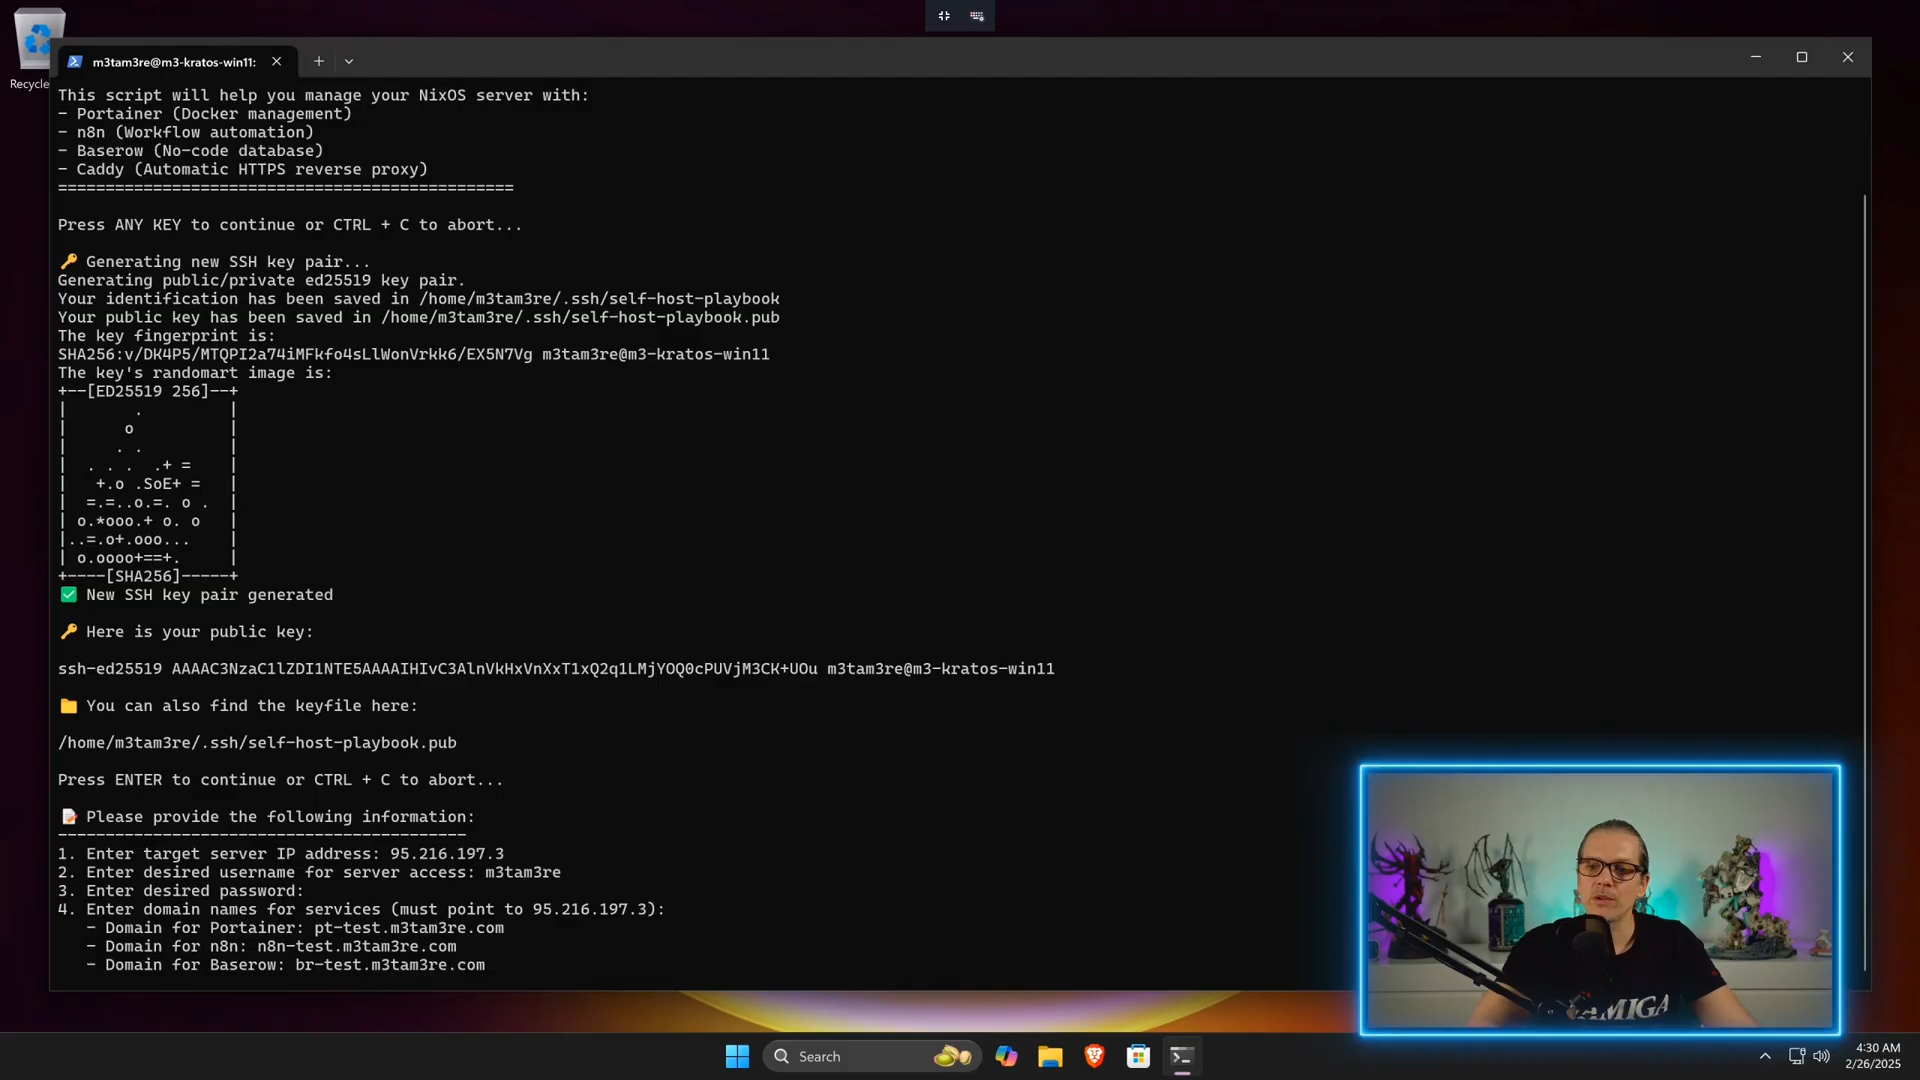 Recycle
m3tam3re@m3-kratos-win11:
This script will help you manage your NixOS server with:
- Portainer (Docker management)
- n8n (Workflow automation)
- Baserow (No-code database)
- Caddy (Automatic HTTPS reverse proxy)
================================================
Press ANY KEY to continue or CTRL + C to abort...
🔑 Generating new SSH key pair...
Generating public/private ed25519 key pair.
Your identification has been saved in /home/m3tam3re/.ssh/self-host-playbook
Your public key has been saved in /home/m3tam3re/.ssh/self-host-playbook.pub
The key fingerprint is:
SHA256:v/DK4P5/MTQPI2a74iMFkfo4sLlWonVrkk6/EX5N7Vg m3tam3re@m3-kratos-win11
The key's randomart image is:
+--[ED25519 256]--+
|        .        |
|       o         |
|      . .        |
|  . . .  .+ =    |
|   +.o .SoE+ =   |
|  =.=..o.=. o .  |
| o.*ooo.+ o. o   |
|..=.o+.ooo...    |
| o.oooo+==+.     |
+----[SHA256]-----+
✅ New SSH key pair generated
🔑 Here is your public key:
ssh-ed25519 AAAAC3NzaC1lZDI1NTE5AAAAIHIvC3AlnVkHxVnXxT1xQ2q1LMjYOQ0cPUVjM3CK+UOu m3tam3re@m3-kratos-win11
📁 You can also find the keyfile here:
/home/m3tam3re/.ssh/self-host-playbook.pub
Press ENTER to continue or CTRL + C to abort...
📝 Please provide the following information:
-------------------------------------------
1. Enter target server IP address: 95.216.197.3
2. Enter desired username for server access: m3tam3re
3. Enter desired password:
4. Enter domain names for services (must point to 95.216.197.3):
- Domain for Portainer: pt-test.m3tam3re.com
- Domain for n8n: n8n-test.m3tam3re.com
- Domain for Baserow: br-test.m3tam3re.com
AMIGA
Search
4:30 AM
2/26/2025